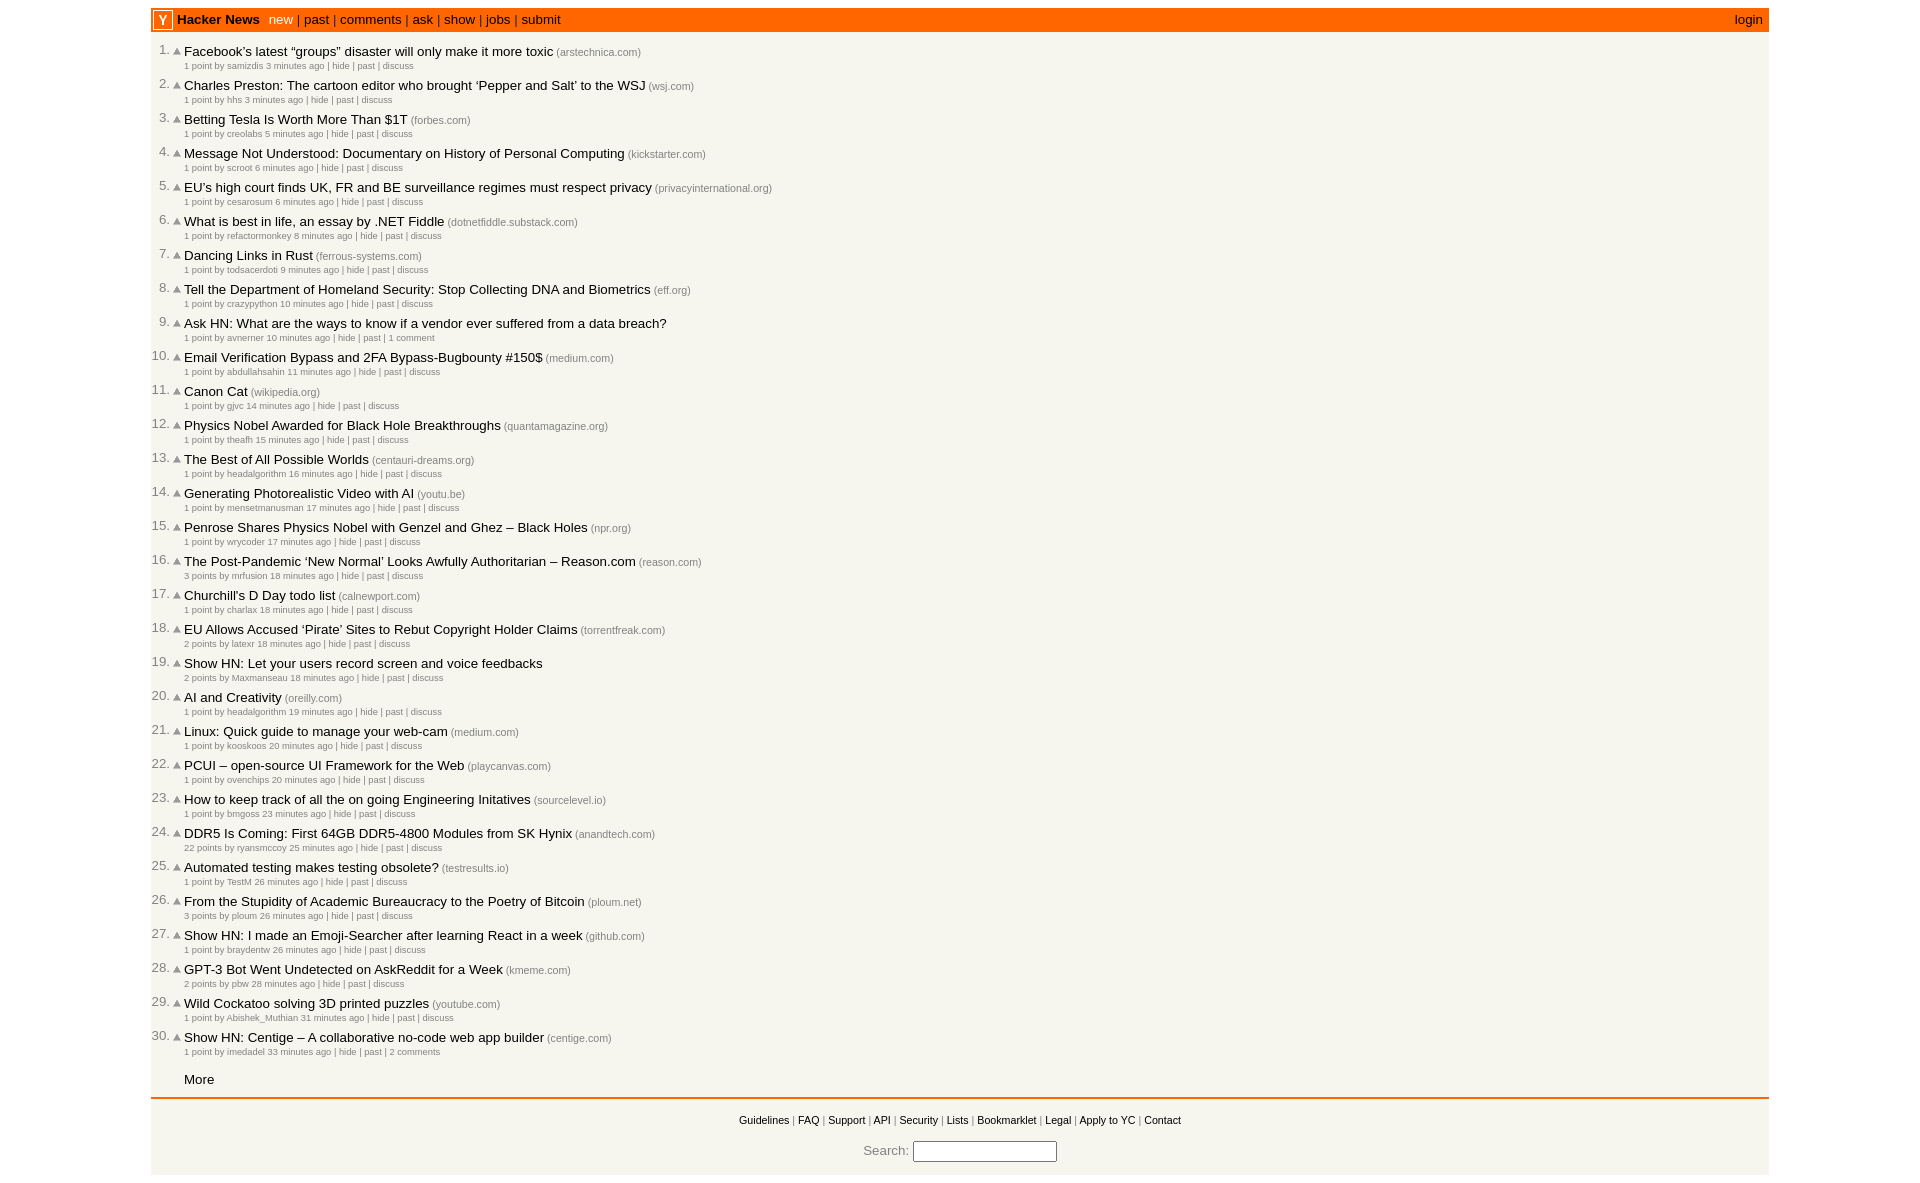 Y Hacker News new | past | comments | ask | show | jobs | submit login
1. Facebook’s latest “groups” disaster will only make it more toxic (arstechnica.com)
1 point by samizdis 3 minutes ago | hide | past | discuss
2. Charles Preston: The cartoon editor who brought ‘Pepper and Salt’ to the WSJ (wsj.com)
1 point by hhs 3 minutes ago | hide | past | discuss
3. Betting Tesla Is Worth More Than $1T (forbes.com)
1 point by creolabs 5 minutes ago | hide | past | discuss
4. Message Not Understood: Documentary on History of Personal Computing (kickstarter.com)
1 point by scroot 6 minutes ago | hide | past | discuss
5. EU’s high court finds UK, FR and BE surveillance regimes must respect privacy (privacyinternational.org)
1 point by cesarosum 6 minutes ago | hide | past | discuss
6. What is best in life, an essay by .NET Fiddle (dotnetfiddle.substack.com)
1 point by refactormonkey 8 minutes ago | hide | past | discuss
7. Dancing Links in Rust (ferrous-systems.com)
1 point by todsacerdoti 9 minutes ago | hide | past | discuss
8. Tell the Department of Homeland Security: Stop Collecting DNA and Biometrics (eff.org)
1 point by crazypython 10 minutes ago | hide | past | discuss
9. Ask HN: What are the ways to know if a vendor ever suffered from a data breach?
1 point by avnerner 10 minutes ago | hide | past | 1 comment
10. Email Verification Bypass and 2FA Bypass-Bugbounty #150$ (medium.com)
1 point by abdullahsahin 11 minutes ago | hide | past | discuss
11. Canon Cat (wikipedia.org)
1 point by gjvc 14 minutes ago | hide | past | discuss
12. Physics Nobel Awarded for Black Hole Breakthroughs (quantamagazine.org)
1 point by theafh 15 minutes ago | hide | past | discuss
13. The Best of All Possible Worlds (centauri-dreams.org)
1 point by headalgorithm 16 minutes ago | hide | past | discuss
14. Generating Photorealistic Video with AI (youtu.be)
1 point by mensetmanusman 17 minutes ago | hide | past | discuss
15. Penrose Shares Physics Nobel with Genzel and Ghez – Black Holes (npr.org)
1 point by wrycoder 17 minutes ago | hide | past | discuss
16. The Post-Pandemic ‘New Normal’ Looks Awfully Authoritarian – Reason.com (reason.com)
3 points by mrfusion 18 minutes ago | hide | past | discuss
17. Churchill's D Day todo list (calnewport.com)
1 point by charlax 18 minutes ago | hide | past | discuss
18. EU Allows Accused ‘Pirate’ Sites to Rebut Copyright Holder Claims (torrentfreak.com)
2 points by latexr 18 minutes ago | hide | past | discuss
19. Show HN: Let your users record screen and voice feedbacks
2 points by Maxmanseau 18 minutes ago | hide | past | discuss
20. AI and Creativity (oreilly.com)
1 point by headalgorithm 19 minutes ago | hide | past | discuss
21. Linux: Quick guide to manage your web-cam (medium.com)
1 point by kooskoos 20 minutes ago | hide | past | discuss
22. PCUI – open-source UI Framework for the Web (playcanvas.com)
1 point by ovenchips 20 minutes ago | hide | past | discuss
23. How to keep track of all the on going Engineering Initatives (sourcelevel.io)
1 point by bmgoss 23 minutes ago | hide | past | discuss
24. DDR5 Is Coming: First 64GB DDR5-4800 Modules from SK Hynix (anandtech.com)
22 points by ryansmccoy 25 minutes ago | hide | past | discuss
25. Automated testing makes testing obsolete? (testresults.io)
1 point by TestM 26 minutes ago | hide | past | discuss
26. From the Stupidity of Academic Bureaucracy to the Poetry of Bitcoin (ploum.net)
3 points by ploum 26 minutes ago | hide | past | discuss
27. Show HN: I made an Emoji-Searcher after learning React in a week (github.com)
1 point by braydentw 26 minutes ago | hide | past | discuss
28. GPT-3 Bot Went Undetected on AskReddit for a Week (kmeme.com)
2 points by pbw 28 minutes ago | hide | past | discuss
29. Wild Cockatoo solving 3D printed puzzles (youtube.com)
1 point by Abishek_Muthian 31 minutes ago | hide | past | discuss
30. Show HN: Centige – A collaborative no-code web app builder (centige.com)
1 point by imedadel 33 minutes ago | hide | past | 2 comments
More
Guidelines | FAQ | Support | API | Security | Lists | Bookmarklet | Legal | Apply to YC | Contact
Search: